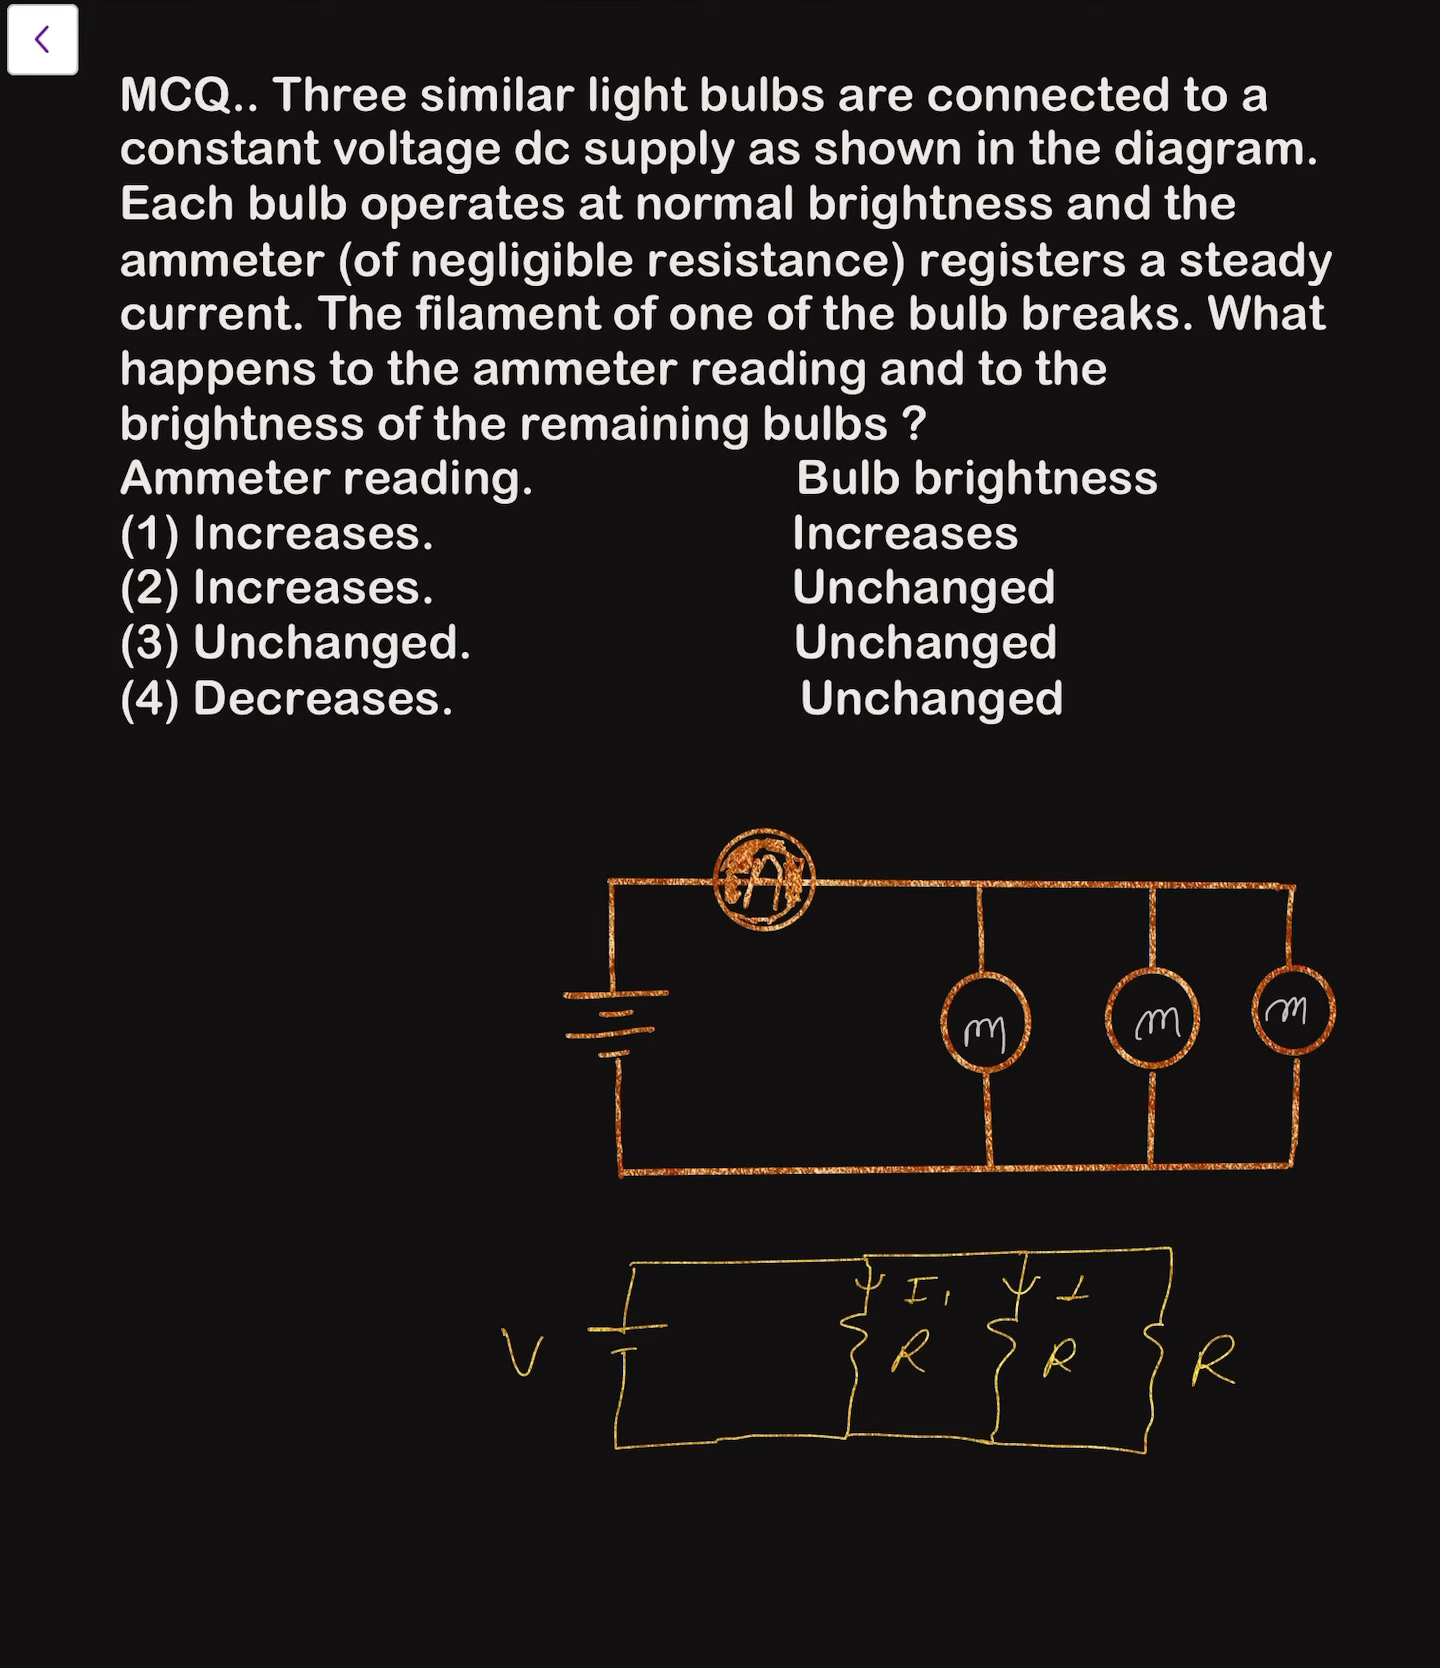 MCQ.. Three similar light bulbs are connected to a
constant voltage dc supply as shown in the diagram.
Each bulb operates at normal brightness and the
ammeter (of negligible resistance) registers a steady
current. The filament of one of the bulb breaks. What
happens to the ammeter reading and to the
brightness of the remaining bulbs ?
Ammeter reading. Bulb brightness
(1) Increases. Increases
(2) Increases. Unchanged
(3) Unchanged. Unchanged
(4) Decreases. Unchanged
A
m m m
I₁ I
V R R R